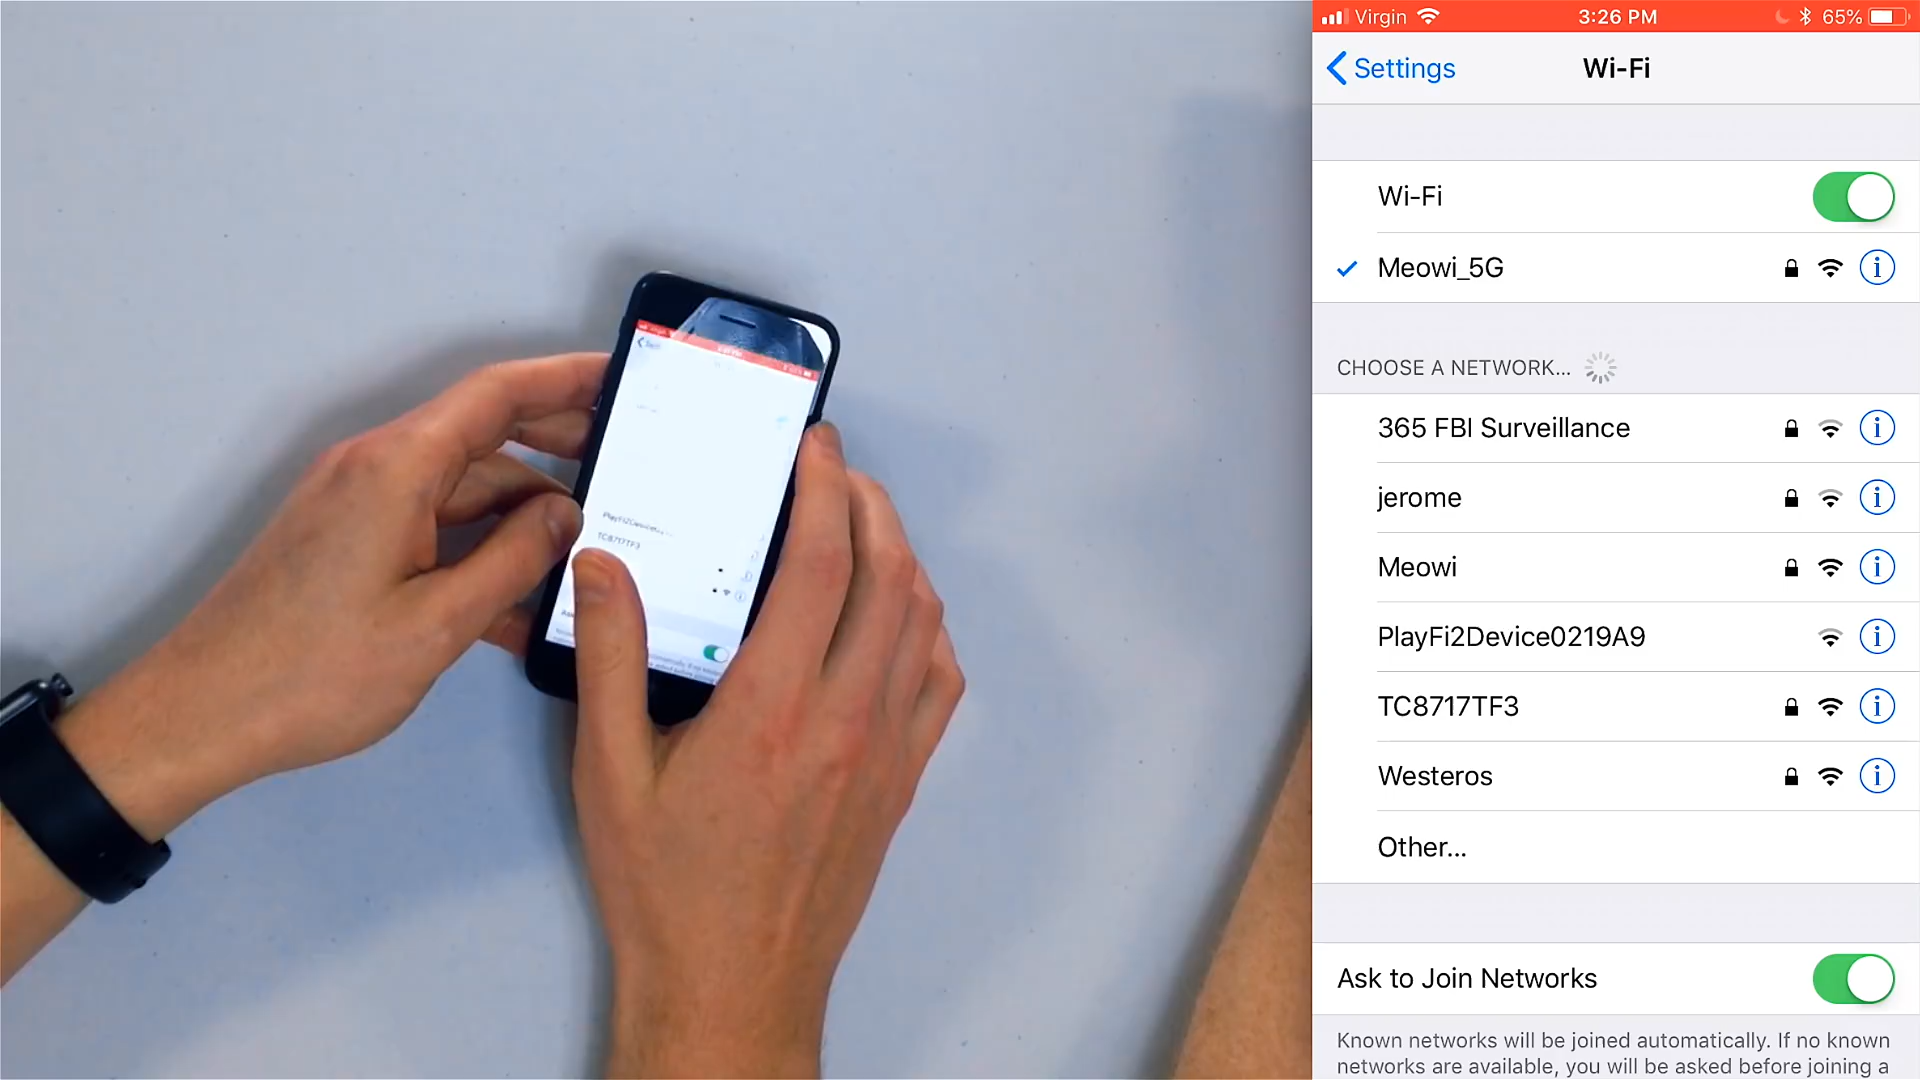 Virgin 3:26 PM 65%
Settings Wi-Fi
Wi-Fi
Meowi_5G
CHOOSE A NETWORK...
365 FBI Surveillance
jerome
Meowi
PlayFi2Device0219A9
TC8717TF3
Westeros
Other...
Ask to Join Networks
Known networks will be joined automatically. If no known
networks are available, you will be asked before joining a
TC8717TF3